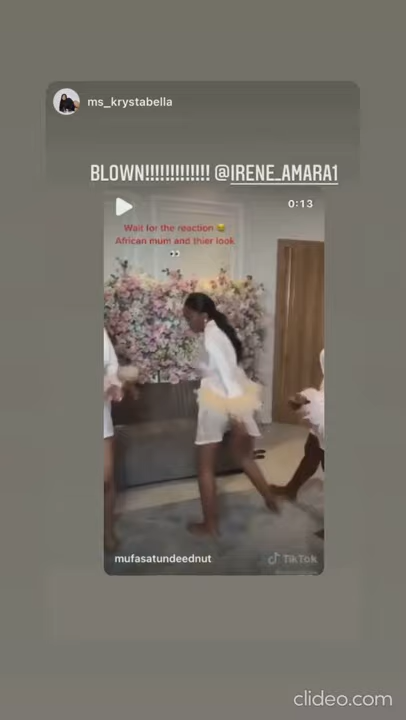 ms_krystabella
BLOWN!!!!!!!!!!!!! @IRENE_AMARA1
0:13
Wait for the reaction 😂
African mum and thier look
👀
mufasatundeednut
TikTok
clideo.com